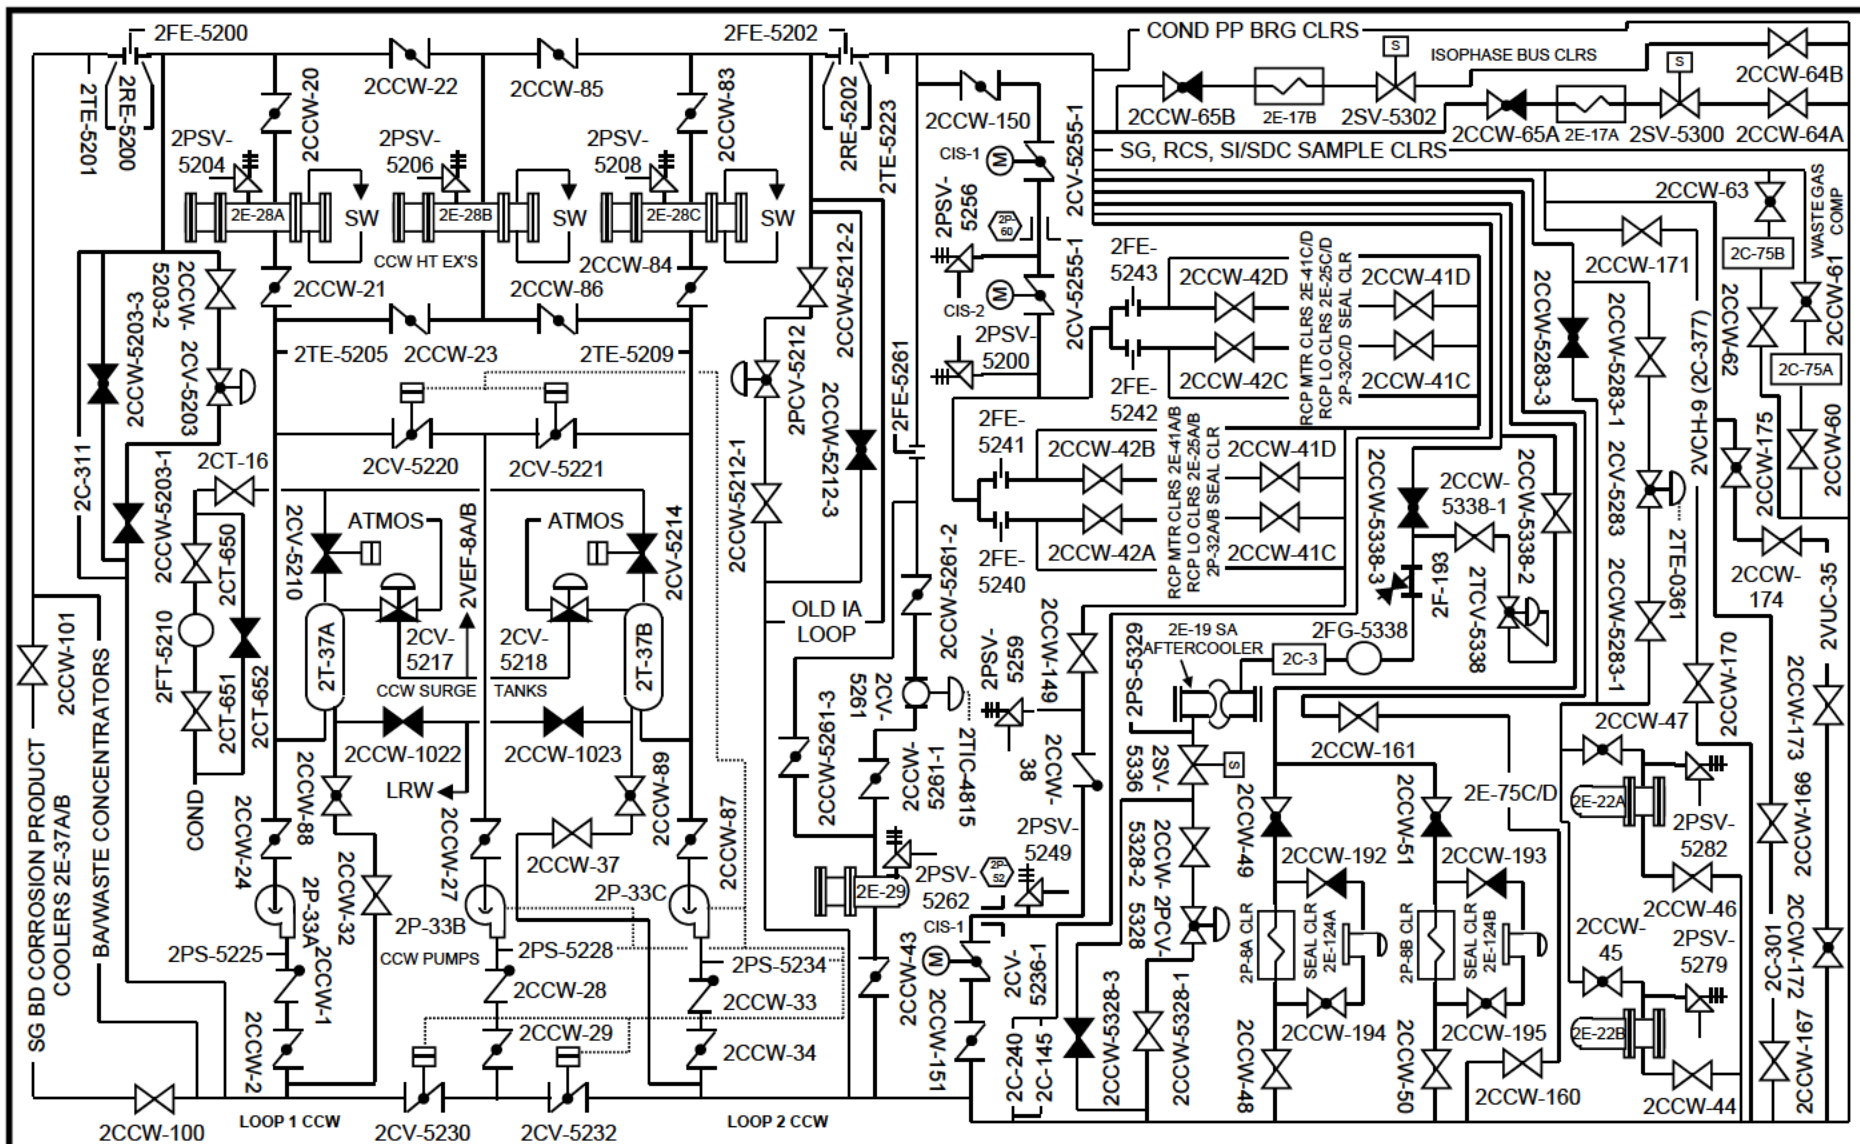 2FE-5200
2FE-5202
COND PP BRG CLRS
S
ISOPHASE BUS CLRS
S
2TE-5201
2RE-5200
2CCW-20
2CCW-22
2CCW-85
2CCW-83
2RE-5202
2TE-5223
2CCW-150
2CCW-64B
2CCW-65B
2E-17B
2SV-5302
2CCW-65A
2E-17A
2SV-5300
2CCW-64A
2PSV-
5204
2PSV-
5206
2PSV-
5208
CIS-1
M
2CV-5255-1
SG, RCS, SI/SDC SAMPLE CLRS
2E-28A
SW
2E-28B
SW
2E-28C
SW
2PSV-
5256
2P-
60
2CCW-63
WASTE GAS
COMP
CCW HT EX'S
2CCW-84
2CCW-5212-2
2FE-
5243
2CCW-42D
RCP MTR CLRS 2E-41C/D
RCP LO CLRS 2E-25C/D
2P-32C/D SEAL CLR
2CCW-41D
2CCW-171
2C-75B
2CCW-61
2CCW-5203-3
2CCW-
5203-2
2CCW-21
2CCW-86
M
CIS-2
2CV-5255-1
2CCW-5283-3
2CCW-5283-1
2VCH-9 (2C-377)
2CCW-62
2CV-5203
2TE-5205
2CCW-23
2TE-5209
2PCV-5212
2PSV-
5200
2FE-
5242
2CCW-42C
2CCW-41C
2C-75A
2C-311
2CCW-5203-1
2CT-16
2CV-5220
2CV-5221
2CCW-5212-1
2CCW-5212-3
2FE-5261
2FE-
5241
2CCW-42B
RCP MTR CLRS 2E-41A/B
RCP LO CLRS 2E-25A/B
2P-32A/B SEAL CLR
2CCW-41D
2CCW-5338-3
2CCW-
5338-1
2CCW-5338-2
2CV-5283
2TE-0361
2CCW-175
2CCW-60
2CT-650
2CV-5210
ATMOS
ATMOS
2CV-5214
2CCW-42A
2CCW-41C
2FE-
5240
2F-163
2TCV-5338
2CCW-5283-1
2CCW-
174
2VUC-35
2CCW-101
2FT-5210
2CT-651
2CT-652
2T-37A
2CV-
5217
2VEF-8A/B
2CV-
5218
2T-37B
OLD IA
LOOP
2CCW-5261-2
2PSV-
5259
2CCW-149
2SPS-5329
2E-19 SA
AFTERCOOLER
2FG-5338
2C-3
2CCW-170
2CCW-173
CCW SURGE TANKS
2CCW-1022
2CCW-1023
2CCW-5261-3
2CV-
5261
2TIC-4815
2CCW-
5261-1
2CCW-
38
2SV-
5336
S
2CCW-161
2CCW-47
SG BD CORROSION PRODUCT
COOLERS 2E-37A/B
BA/WASTE CONCENTRATORS
COND
LRW
2CCW-24
2CCW-88
2CCW-27
2CCW-37
2CCW-89
2CCW-87
2PSV-
5249
2CCW-
5328-2
2CCW-49
2CCW-51
2E-75C/D
2E-22A
2PSV-
5282
2CCW-166
2P-33A
2CCW-32
2P-33B
2P-33C
2E-29
2PSV-
5262
2P-
52
CIS-1
M
2PCV-
5328
2CCW-192
2CCW-193
2CCW-46
2PS-5225
CCW PUMPS
2PS-5228
2PS-5234
2CCW-43
2CV-
5236-1
2P-8A CLR
SEAL CLR
2E-124A
2P-8B CLR
SEAL CLR
2E-124B
2CCW-
45
2PSV-
5279
2C-301
2CCW-172
2CCW-1
2CCW-28
2CCW-33
2CCW-2
2CCW-29
2CCW-34
2CCW-151
2C-240
2C-145
2CCW-5328-3
2CCW-5328-1
2CCW-194
2CCW-195
2E-22B
2CCW-48
2CCW-50
2CCW-160
2CCW-44
2CCW-167
2CCW-100
LOOP 1 CCW
2CV-5230
2CV-5232
LOOP 2 CCW